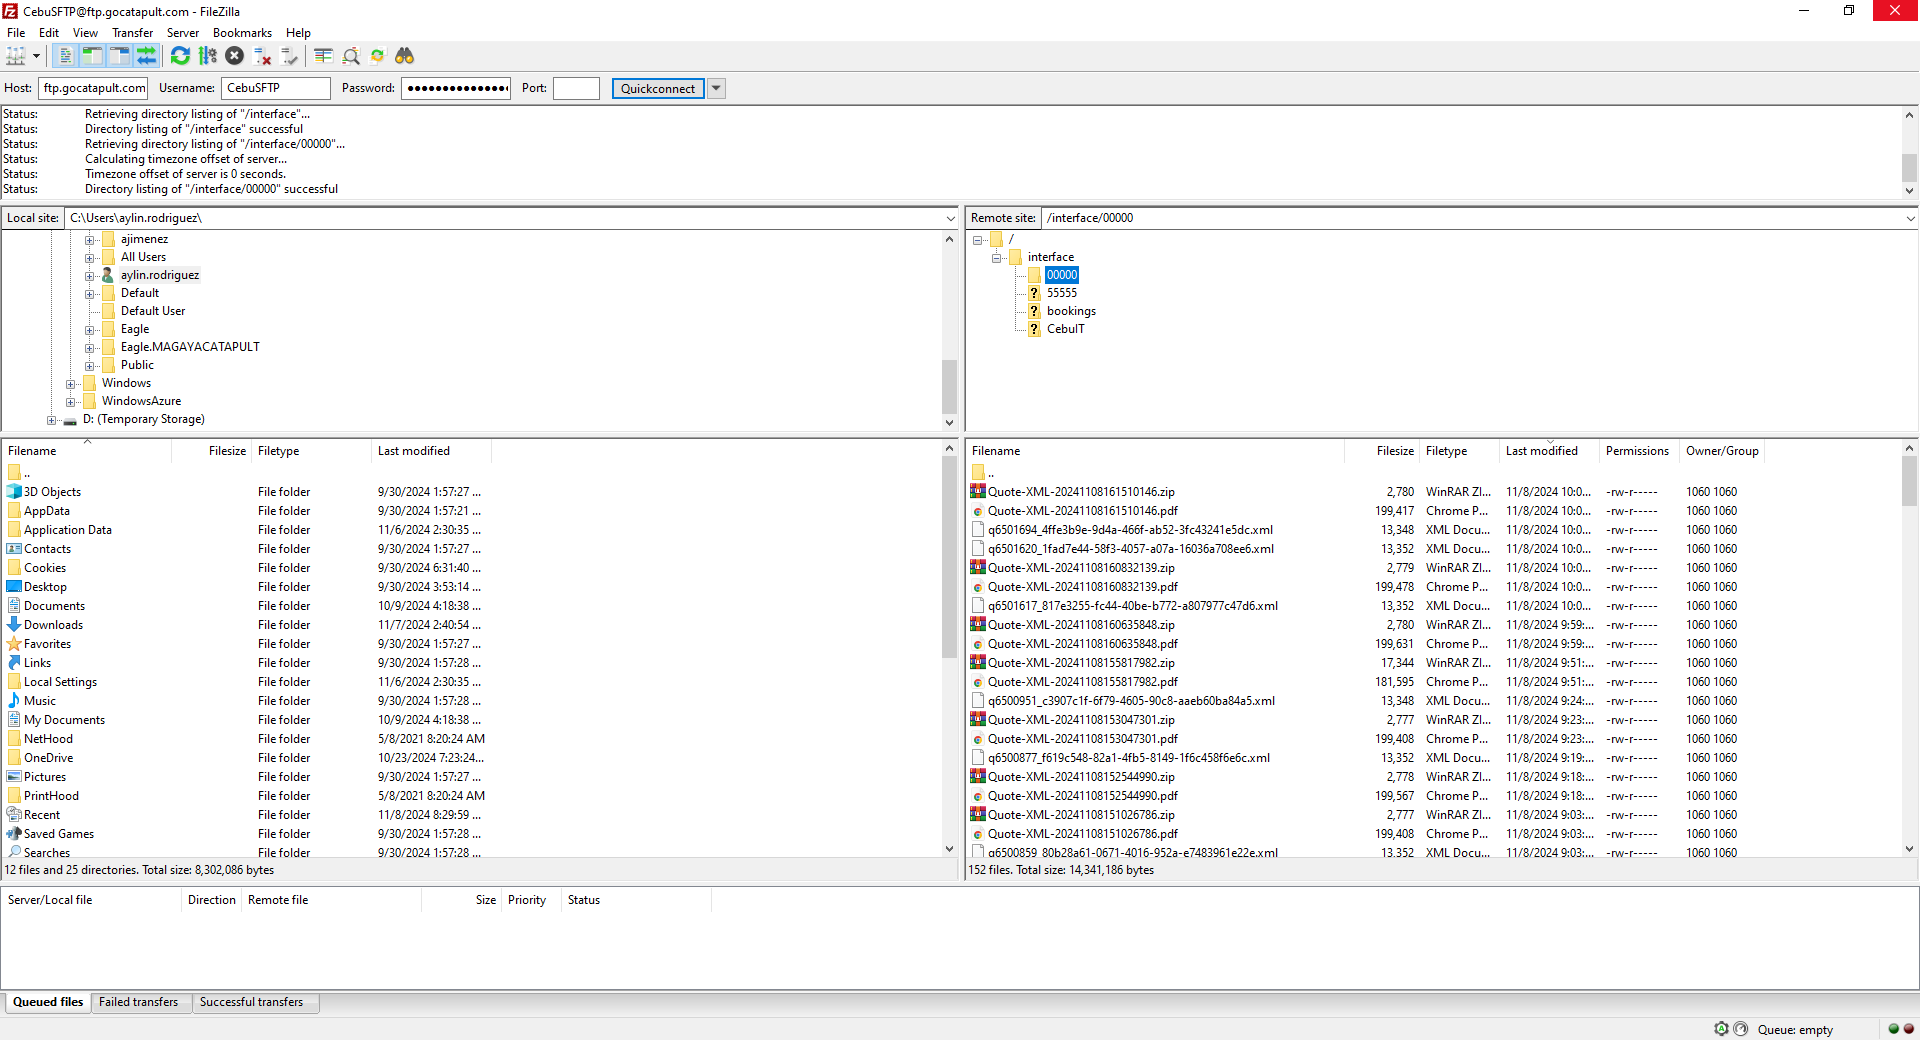 CebuSFTP@ftp.gocatapult.com - FileZilla
File Edit View Transfer Server Bookmarks Help
Host: ftp.gocatapult.com Username: CebuSFTP Password: ●●●●●●●●●●●●●●● Port: Quickconnect
Status: Retrieving directory listing of "/interface"...
Status: Directory listing of "/interface" successful
Status: Retrieving directory listing of "/interface/00000"...
Status: Calculating timezone offset of server...
Status: Timezone offset of server is 0 seconds.
Status: Directory listing of "/interface/00000" successful
Local site: C:\Users\aylin.rodriguez\
ajimenez
All Users
aylin.rodriguez
Default
Default User
Eagle
Eagle.MAGAYACATAPULT
Public
Windows
WindowsAzure
D: (Temporary Storage)
Remote site: /interface/00000
/
interface
00000
? 55555
? bookings
? CebuIT
Filename Filesize Filetype Last modified
..
3D Objects File folder 9/30/2024 1:57:27 ...
AppData File folder 9/30/2024 1:57:21 ...
Application Data File folder 11/6/2024 2:30:35 ...
Contacts File folder 9/30/2024 1:57:27 ...
Cookies File folder 9/30/2024 6:31:40 ...
Desktop File folder 9/30/2024 3:53:14 ...
Documents File folder 10/9/2024 4:18:38 ...
Downloads File folder 11/7/2024 2:40:54 ...
Favorites File folder 9/30/2024 1:57:27 ...
Links File folder 9/30/2024 1:57:28 ...
Local Settings File folder 11/6/2024 2:30:35 ...
Music File folder 9/30/2024 1:57:28 ...
My Documents File folder 10/9/2024 4:18:38 ...
NetHood File folder 5/8/2021 8:20:24 AM
OneDrive File folder 10/23/2024 7:23:24...
Pictures File folder 9/30/2024 1:57:27 ...
PrintHood File folder 5/8/2021 8:20:24 AM
Recent File folder 11/8/2024 8:29:59 ...
Saved Games File folder 9/30/2024 1:57:28 ...
Searches File folder 9/30/2024 1:57:28 ...
12 files and 25 directories. Total size: 8,302,086 bytes
Filename Filesize Filetype Last modified Permissions Owner/Group
..
Quote-XML-20241108161510146.zip 2,780 WinRAR ZI... 11/8/2024 10:0... -rw-r----- 1060 1060
Quote-XML-20241108161510146.pdf 199,417 Chrome P... 11/8/2024 10:0... -rw-r----- 1060 1060
q6501694_4ffe3b9e-9d4a-466f-ab52-3fc43241e5dc.xml 13,348 XML Docu... 11/8/2024 10:0... -rw-r----- 1060 1060
q6501620_1fad7e44-58f3-4057-a07a-16036a708ee6.xml 13,352 XML Docu... 11/8/2024 10:0... -rw-r----- 1060 1060
Quote-XML-20241108160832139.zip 2,779 WinRAR ZI... 11/8/2024 10:0... -rw-r----- 1060 1060
Quote-XML-20241108160832139.pdf 199,478 Chrome P... 11/8/2024 10:0... -rw-r----- 1060 1060
q6501617_817e3255-fc44-40be-b772-a807977c47d6.xml 13,352 XML Docu... 11/8/2024 10:0... -rw-r----- 1060 1060
Quote-XML-20241108160635848.zip 2,780 WinRAR ZI... 11/8/2024 9:59:... -rw-r----- 1060 1060
Quote-XML-20241108160635848.pdf 199,631 Chrome P... 11/8/2024 9:59:... -rw-r----- 1060 1060
Quote-XML-20241108155817982.zip 17,344 WinRAR ZI... 11/8/2024 9:51:... -rw-r----- 1060 1060
Quote-XML-20241108155817982.pdf 181,595 Chrome P... 11/8/2024 9:51:... -rw-r----- 1060 1060
q6500951_c3907c1f-6f79-4605-90c8-aaeb60ba84a5.xml 13,348 XML Docu... 11/8/2024 9:24:... -rw-r----- 1060 1060
Quote-XML-20241108153047301.zip 2,777 WinRAR ZI... 11/8/2024 9:23:... -rw-r----- 1060 1060
Quote-XML-20241108153047301.pdf 199,408 Chrome P... 11/8/2024 9:23:... -rw-r----- 1060 1060
q6500877_f619c548-82a1-4fb5-8149-1f6c458f6e6c.xml 13,352 XML Docu... 11/8/2024 9:19:... -rw-r----- 1060 1060
Quote-XML-20241108152544990.zip 2,778 WinRAR ZI... 11/8/2024 9:18:... -rw-r----- 1060 1060
Quote-XML-20241108152544990.pdf 199,567 Chrome P... 11/8/2024 9:18:... -rw-r----- 1060 1060
Quote-XML-20241108151026786.zip 2,777 WinRAR ZI... 11/8/2024 9:03:... -rw-r----- 1060 1060
Quote-XML-20241108151026786.pdf 199,408 Chrome P... 11/8/2024 9:03:... -rw-r----- 1060 1060
q6500859_80b28a61-0671-4016-952a-e7483961e22e.xml 13,352 XML Docu... 11/8/2024 9:03:... -rw-r----- 1060 1060
152 files. Total size: 14,341,186 bytes
Server/Local file Direction Remote file Size Priority Status
Queued files Failed transfers Successful transfers
Queue: empty